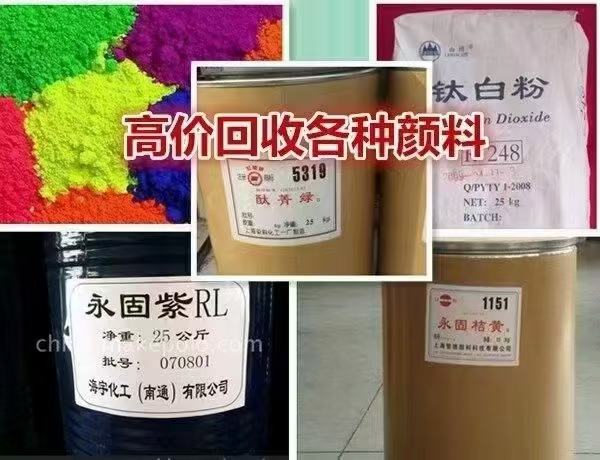 高价回收各种颜料
钛白粉
Dioxide
248
Q/PYTY 1-2008
NET: 25 kg
BATCH:
5319
酞菁绿
25 Kg
永固紫RL
净重: 25公斤
批号: 070801
海宇化工(南通)有限公司
1151
永固桔黄